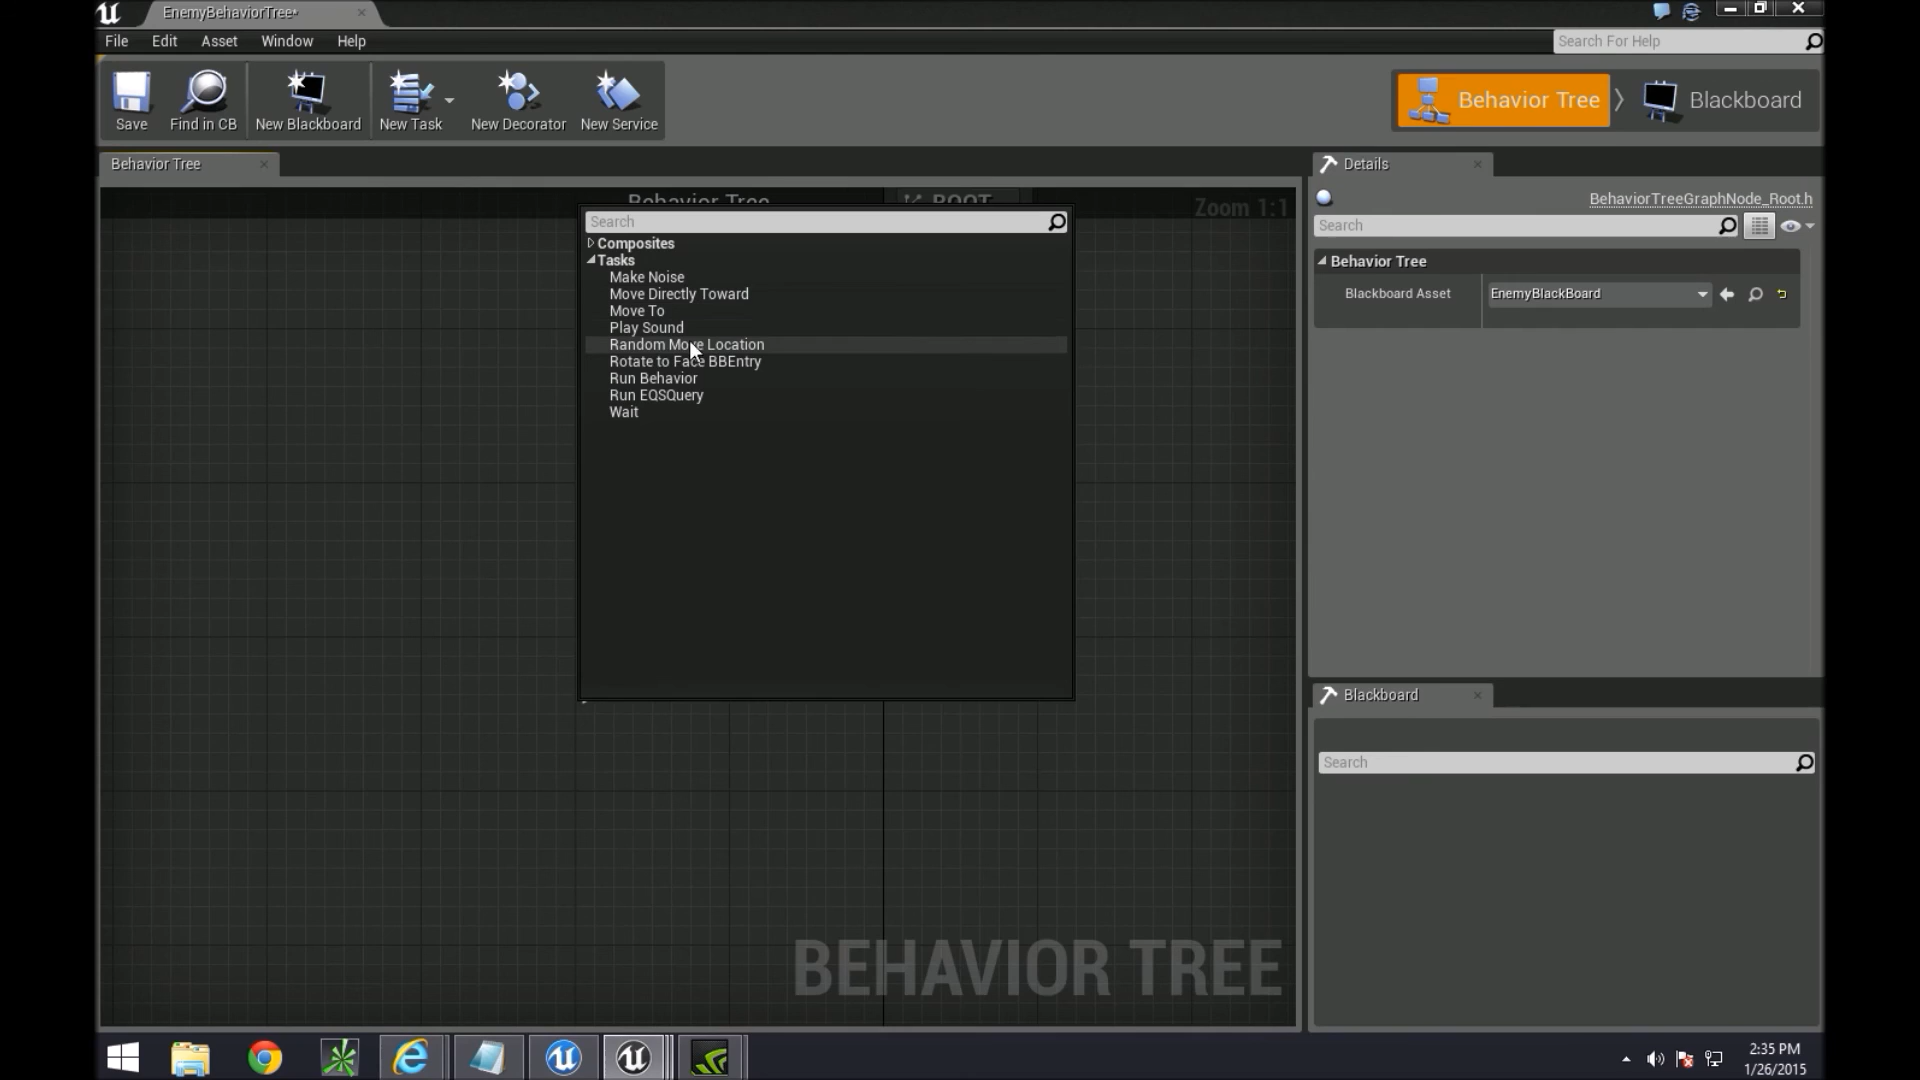 EnemyBehaviorTree*
File Edit Asset Window Help
Search For Help
Save Find in CB New Blackboard New Task New Decorator New Service
Behavior Tree Blackboard
Behavior Tree
Details
Behavior Tree ROOT
Zoom 1:1
BehaviorTreeGraphNode_Root.h
Search
Search
Composites
Tasks
Make Noise
Move Directly Toward
Move To
Play Sound
Random Move Location
Rotate to Face BBEntry
Run Behavior
Run EQSQuery
Wait
Behavior Tree
Blackboard Asset EnemyBlackBoard
Blackboard
Search
BEHAVIOR TREE
2:35 PM
1/26/2015